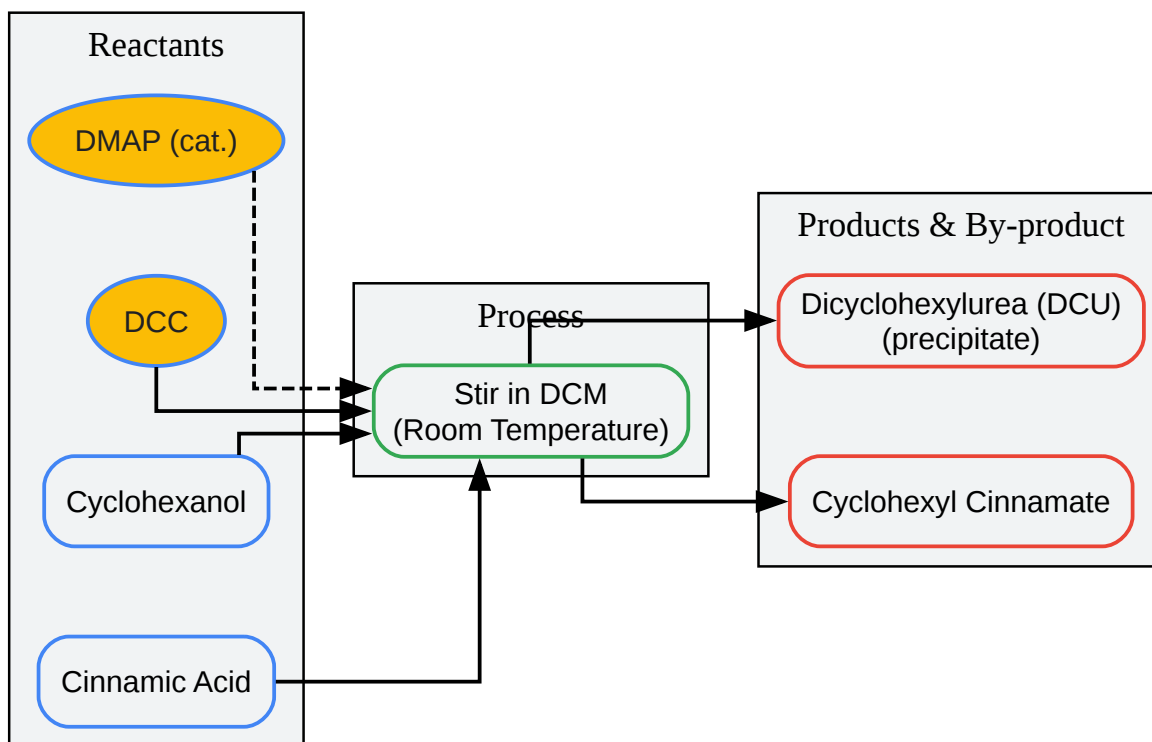 Reactants
DMAP (cat.)
DCC
Cyclohexanol
Cinnamic Acid
Process
Stir in DCM
(Room Temperature)
Products & By-product
Dicyclohexylurea (DCU)
(precipitate)
Cyclohexyl Cinnamate